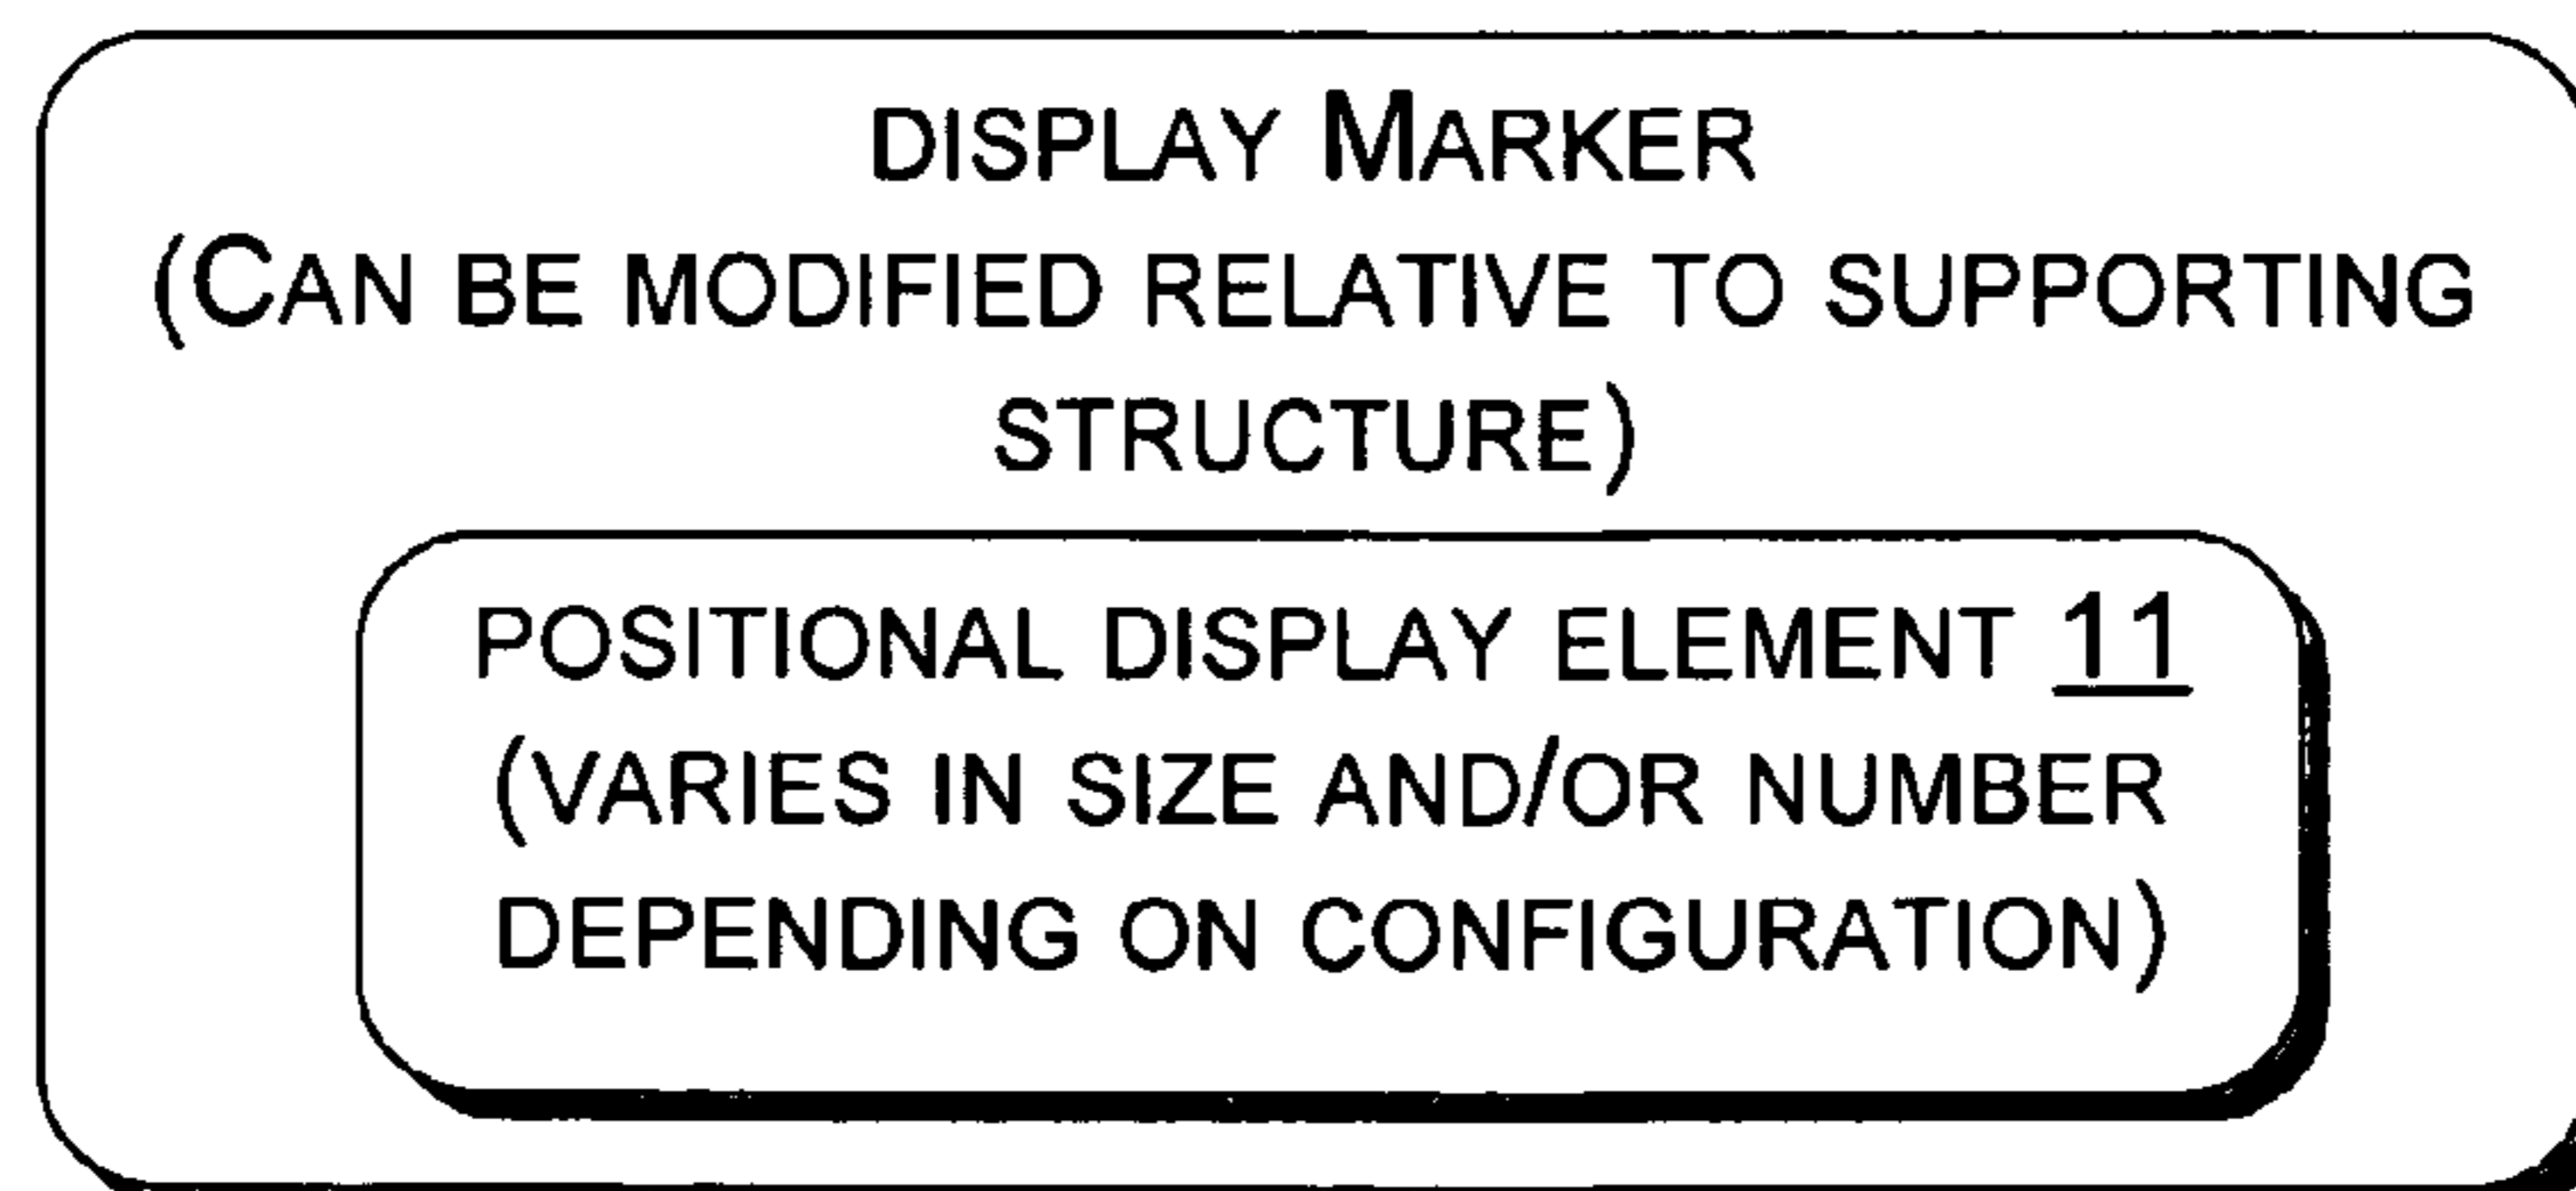 DISPLAY MARKER
(CAN BE MODIFIED RELATIVE TO SUPPORTING
STRUCTURE)
POSITIONAL DISPLAY ELEMENT 11
(VARIES IN SIZE AND/OR NUMBER
DEPENDING ON CONFIGURATION)